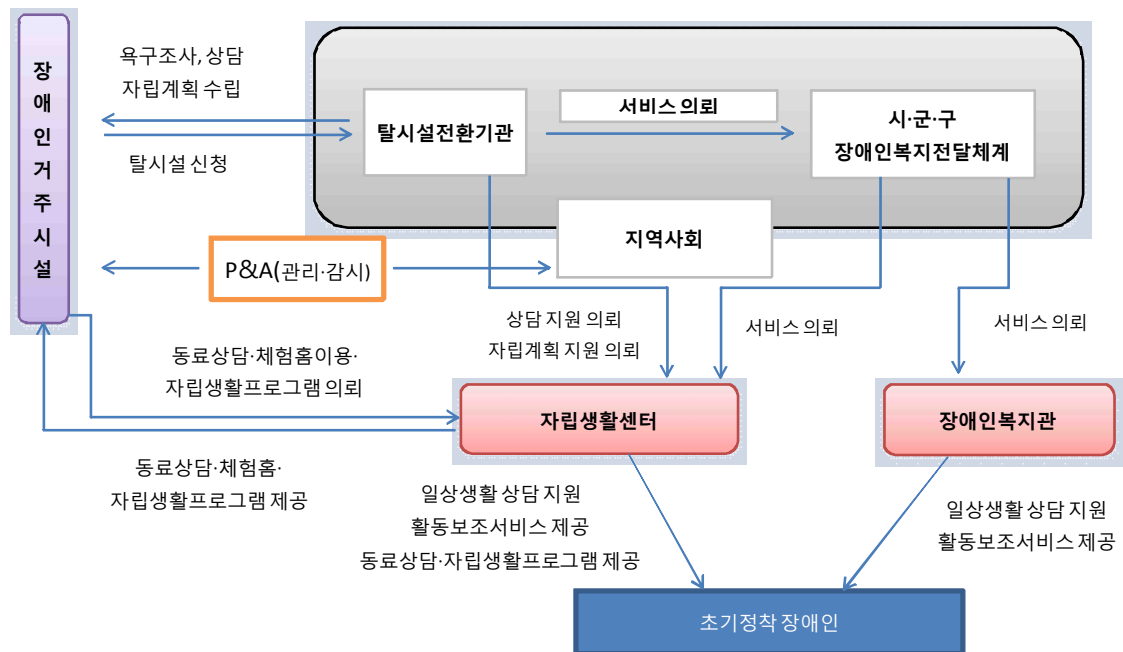 장애인거주시설
욕구조사, 상담
자립계획 수립
탈시설 신청
탈시설전환기관
서비스 의뢰
시·군·구
장애인복지전달체계
지역사회
P&A(관리·감시)
상담 지원 의뢰
자립계획 지원 의뢰
서비스 의뢰
서비스 의뢰
동료상담·체험홈이용·
자립생활프로그램 의뢰
자립생활센터
장애인복지관
동료상담·체험홈·
자립생활프로그램 제공
일상생활 상담 지원
활동보조서비스 제공
동료상담·자립생활프로그램 제공
일상생활 상담 지원
활동보조서비스 제공
초기정착 장애인